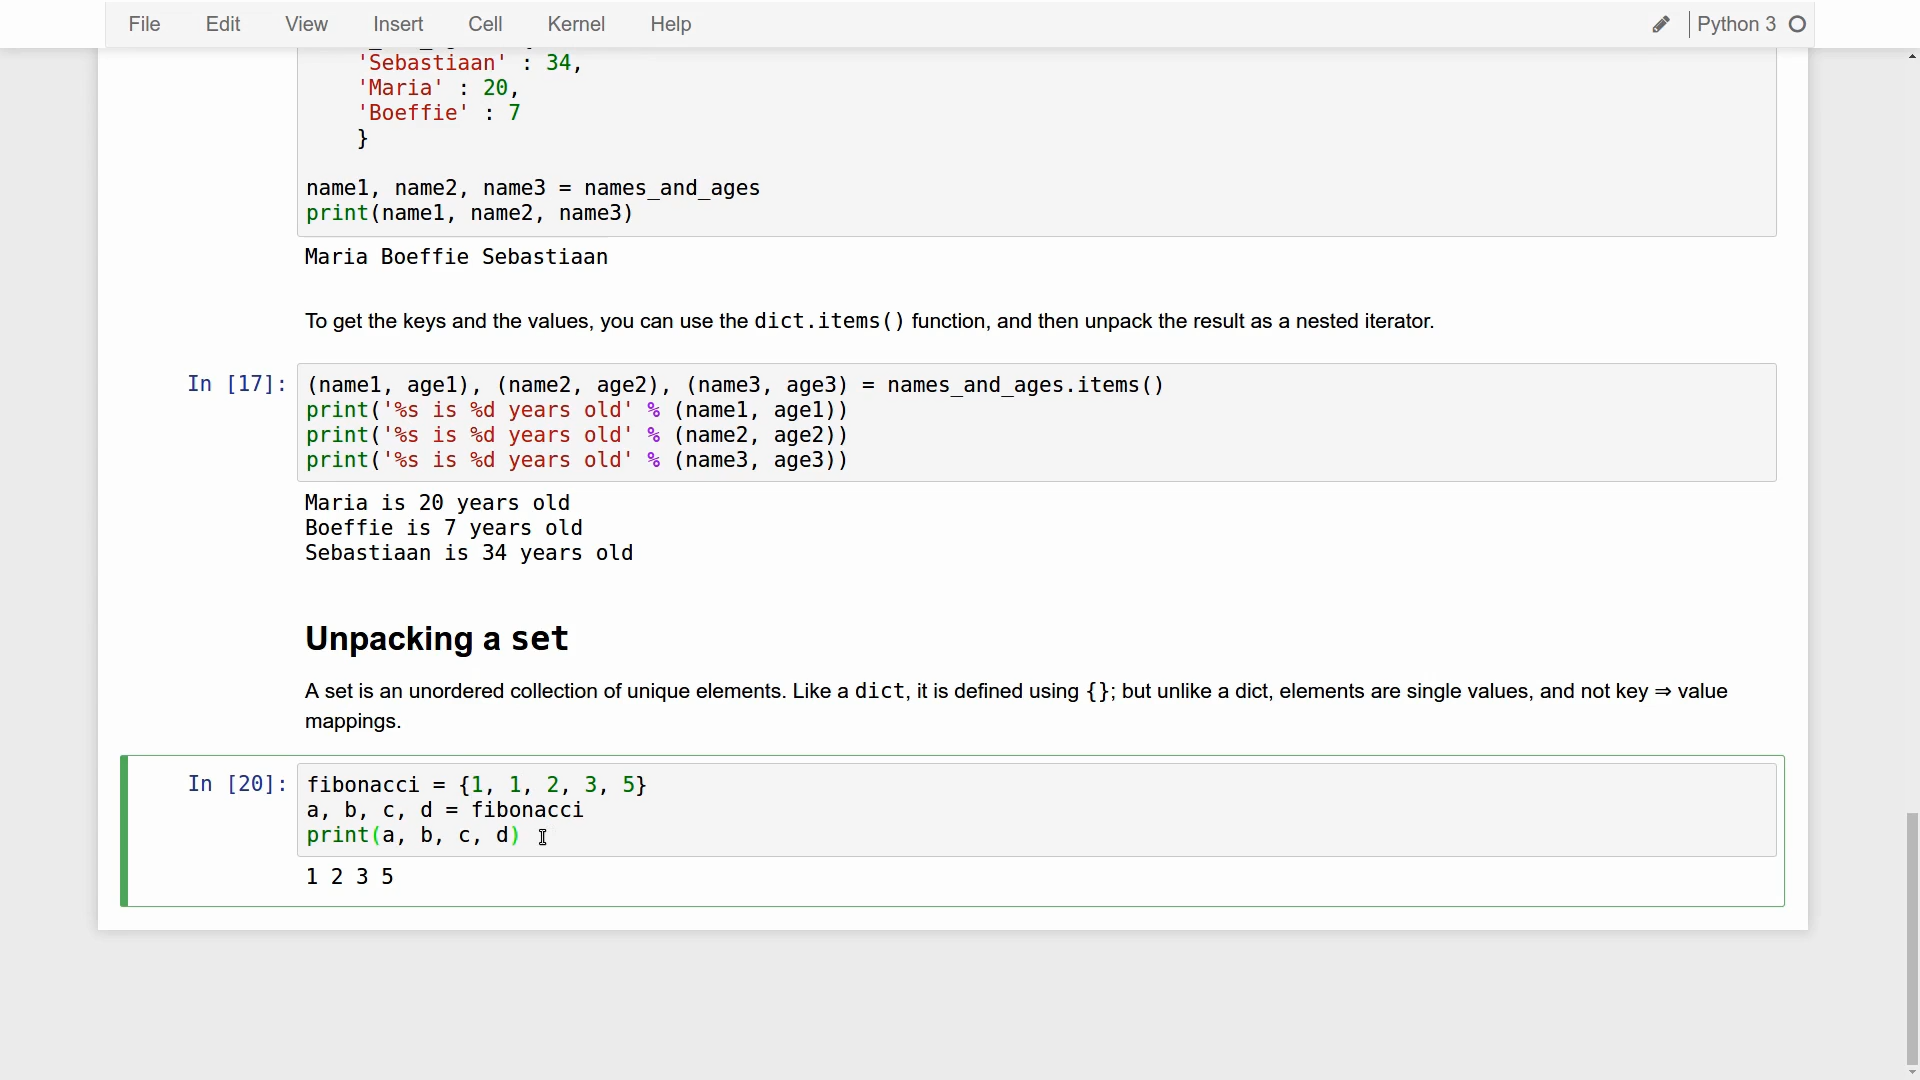 File Edit View Insert Cell Kernel Help Python 3
'Sebastiaan' : 34,
'Maria' : 20,
'Boeffie' : 7
}
name1, name2, name3 = names_and_ages
print(name1, name2, name3)
Maria Boeffie Sebastiaan
To get the keys and the values, you can use the dict.items() function, and then unpack the result as a nested iterator.
In [17]: (name1, age1), (name2, age2), (name3, age3) = names_and_ages.items()
print('%s is %d years old' % (name1, age1))
print('%s is %d years old' % (name2, age2))
print('%s is %d years old' % (name3, age3))
Maria is 20 years old
Boeffie is 7 years old
Sebastiaan is 34 years old
Unpacking a set
A set is an unordered collection of unique elements. Like a dict, it is defined using {}; but unlike a dict, elements are single values, and not key ⇒ value
mappings.
In [20]: fibonacci = {1, 1, 2, 3, 5}
a, b, c, d = fibonacci
print(a, b, c, d)
1 2 3 5